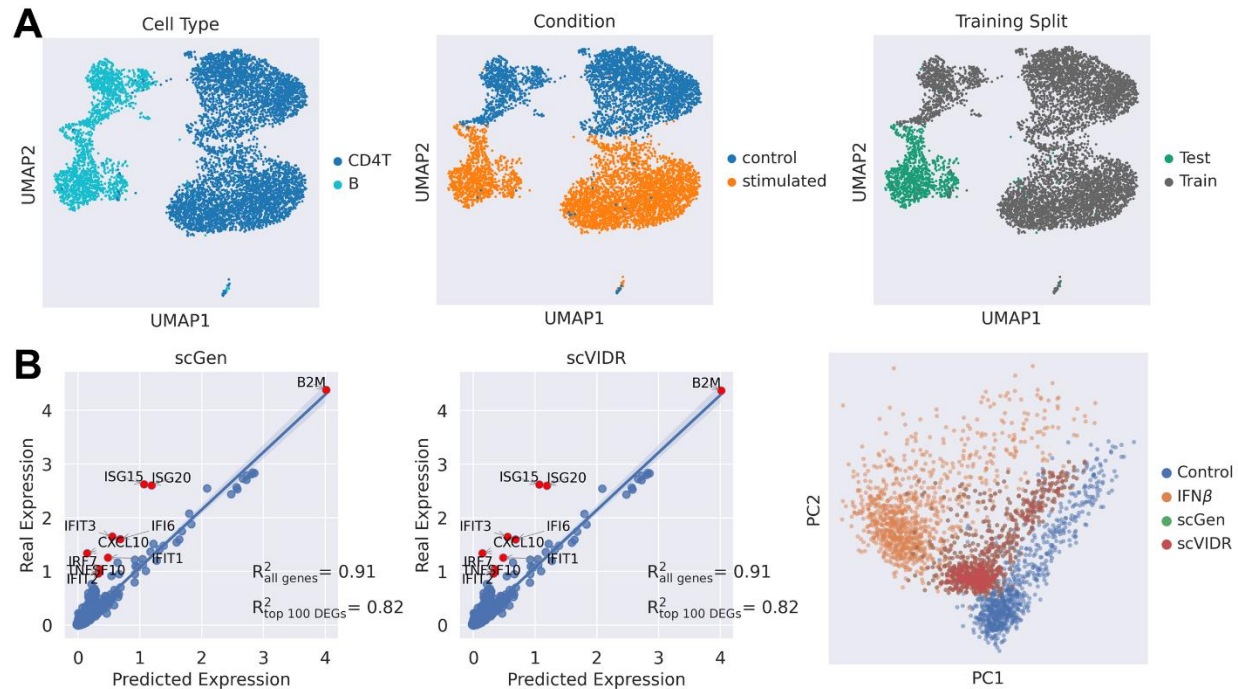 A
Cell Type
UMAP2
UMAP1
CD4T
B
Condition
UMAP2
UMAP1
control
stimulated
Training Split
UMAP2
UMAP1
Test
Train
B
scGen
Real Expression
4
3
2
1
0
B2M
ISG15
ISG20
IFIT3
IFI6
CXCL10
IRF7
IFIT1
TNFSF10
IFIT2
R²all genes = 0.91
R²top 100 DEGs = 0.82
0 1 2 3 4
Predicted Expression
scVIDR
Real Expression
4
3
2
1
0
B2M
ISG15
ISG20
IFIT3
IFI6
CXCL10
IRF7
IFIT1
TNFSF10
IFIT2
R²all genes = 0.91
R²top 100 DEGs = 0.82
0 1 2 3 4
Predicted Expression
PC2
PC1
Control
IFNβ
scGen
scVIDR